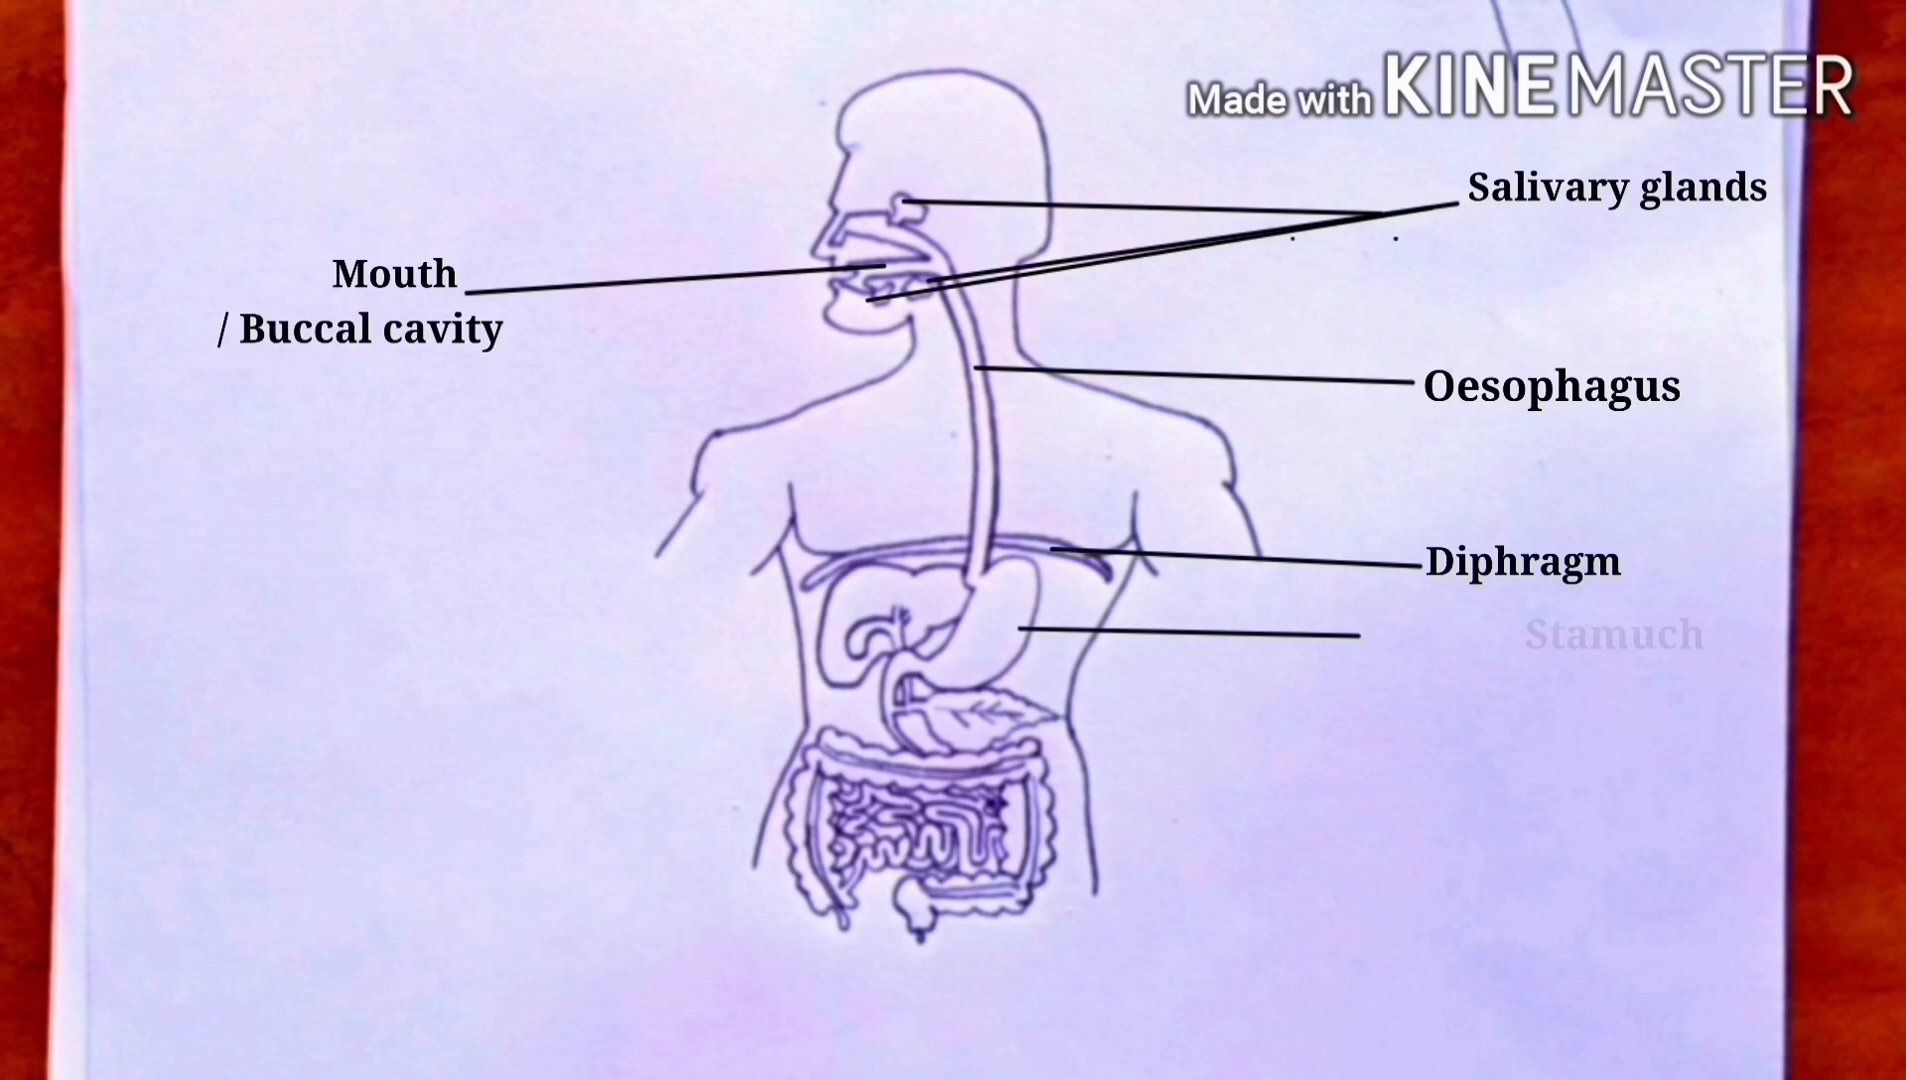 Made with KINEMASTER
Salivary glands
Mouth
/ Buccal cavity
Oesophagus
Diphragm
Stamuch